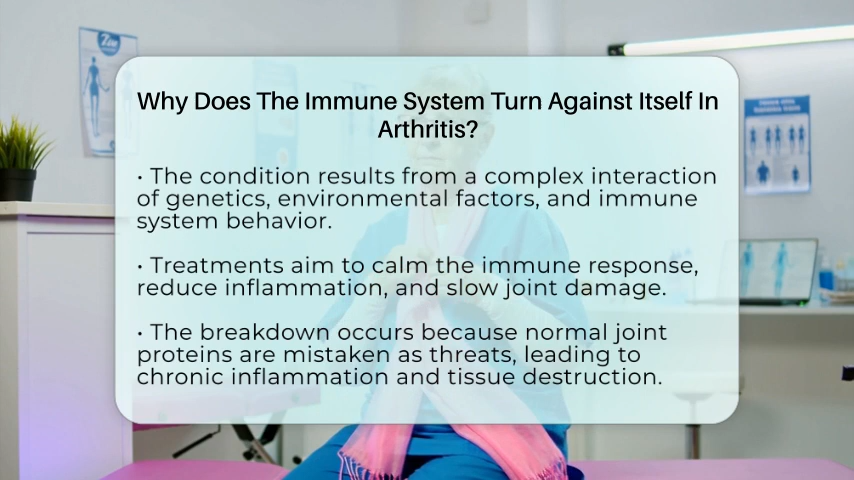 Why Does The Immune System Turn Against Itself In
Arthritis?
• The condition results from a complex interaction
of genetics, environmental factors, and immune
system behavior.
• Treatments aim to calm the immune response,
reduce inflammation, and slow joint damage.
• The breakdown occurs because normal joint
proteins are mistaken as threats, leading to
chronic inflammation and tissue destruction.